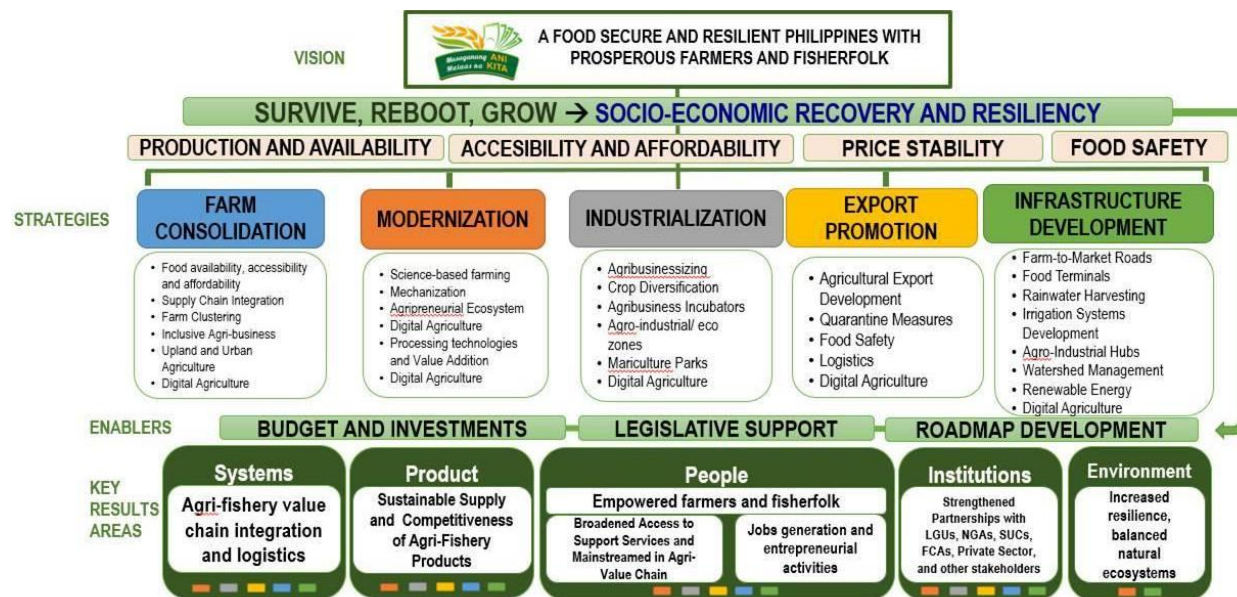 VISION
Masaganang ANI
Mataas na KITA
A FOOD SECURE AND RESILIENT PHILIPPINES WITH
PROSPEROUS FARMERS AND FISHERFOLK
SURVIVE, REBOOT, GROW → SOCIO-ECONOMIC RECOVERY AND RESILIENCY
PRODUCTION AND AVAILABILITY
ACCESIBILITY AND AFFORDABILITY
PRICE STABILITY
FOOD SAFETY
STRATEGIES
FARM
CONSOLIDATION
• Food availability, accessibility
and affordability
• Supply Chain Integration
• Farm Clustering
• Inclusive Agri-business
• Upland and Urban
Agriculture
• Digital Agriculture
MODERNIZATION
• Science-based farming
• Mechanization
• Agripreneurial Ecosystem
• Digital Agriculture
• Processing technologies
and Value Addition
• Digital Agriculture
INDUSTRIALIZATION
• Agribusinessizing
• Crop Diversification
• Agribusiness Incubators
• Agro-industrial/ eco
zones
• Mariculture Parks
• Digital Agriculture
EXPORT
PROMOTION
• Agricultural Export
Development
• Quarantine Measures
• Food Safety
• Logistics
• Digital Agriculture
INFRASTRUCTURE
DEVELOPMENT
• Farm-to-Market Roads
• Food Terminals
• Rainwater Harvesting
• Irrigation Systems
Development
• Agro-Industrial Hubs
• Watershed Management
• Renewable Energy
• Digital Agriculture
ENABLERS
BUDGET AND INVESTMENTS
LEGISLATIVE SUPPORT
ROADMAP DEVELOPMENT
KEY
RESULTS
AREAS
Systems
Agri-fishery value
chain integration
and logistics
Product
Sustainable Supply
and Competitiveness
of Agri-Fishery
Products
People
Empowered farmers and fisherfolk
Broadened Access to
Support Services and
Mainstreamed in Agri-
Value Chain
Jobs generation and
entrepreneurial
activities
Institutions
Strengthened
Partnerships with
LGUs, NGAs, SUCs,
FCAs, Private Sector,
and other stakeholders
Environment
Increased
resilience,
balanced
natural
ecosystems